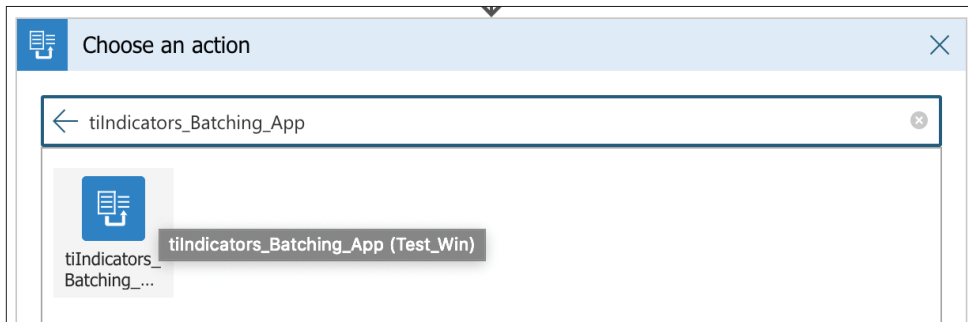 Choose an action
tiIndicators_Batching_App
tiIndicators_Batching_App (Test_Win)
tiIndicators_
Batching_...